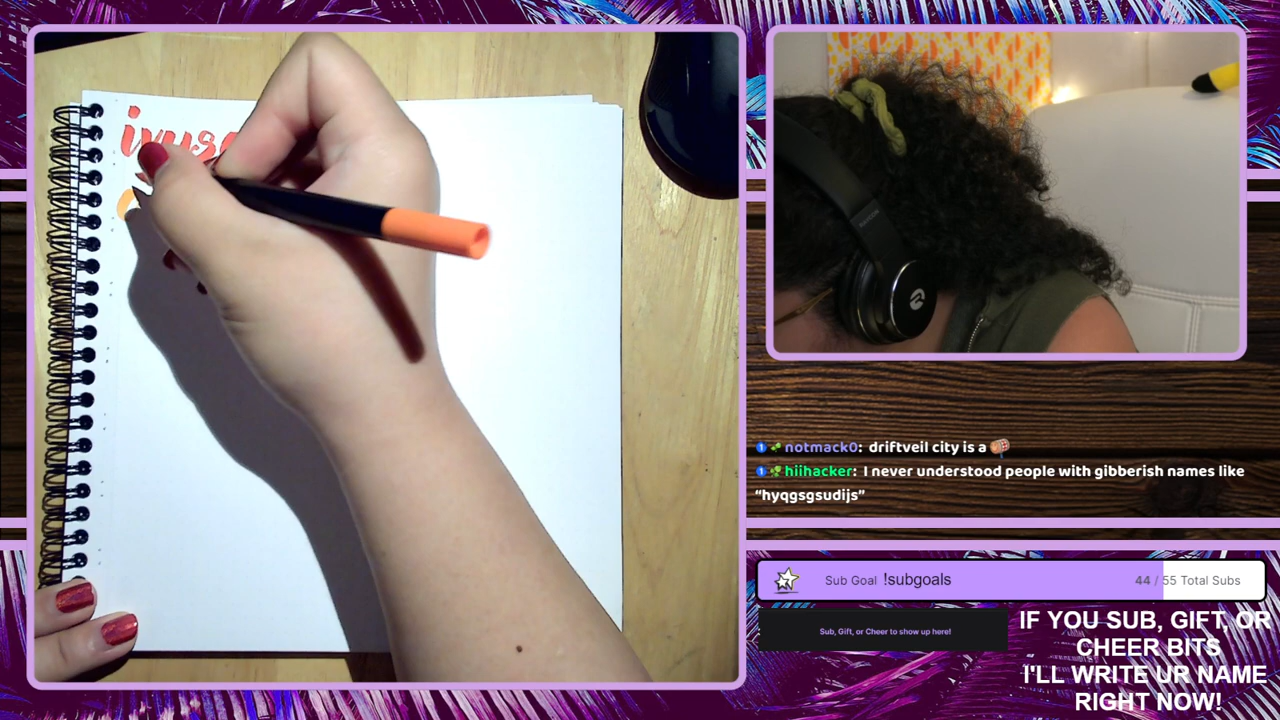 notmack0: driftveil city is a
hiihacker: I never understood people with gibberish names like
“hyqgsgsudijs”
Sub Goal !subgoals
44 / 55 Total Subs
Sub, Gift, or Cheer to show up here!
IF YOU SUB, GIFT, OR
CHEER BITS
I'LL WRITE UR NAME
RIGHT NOW!